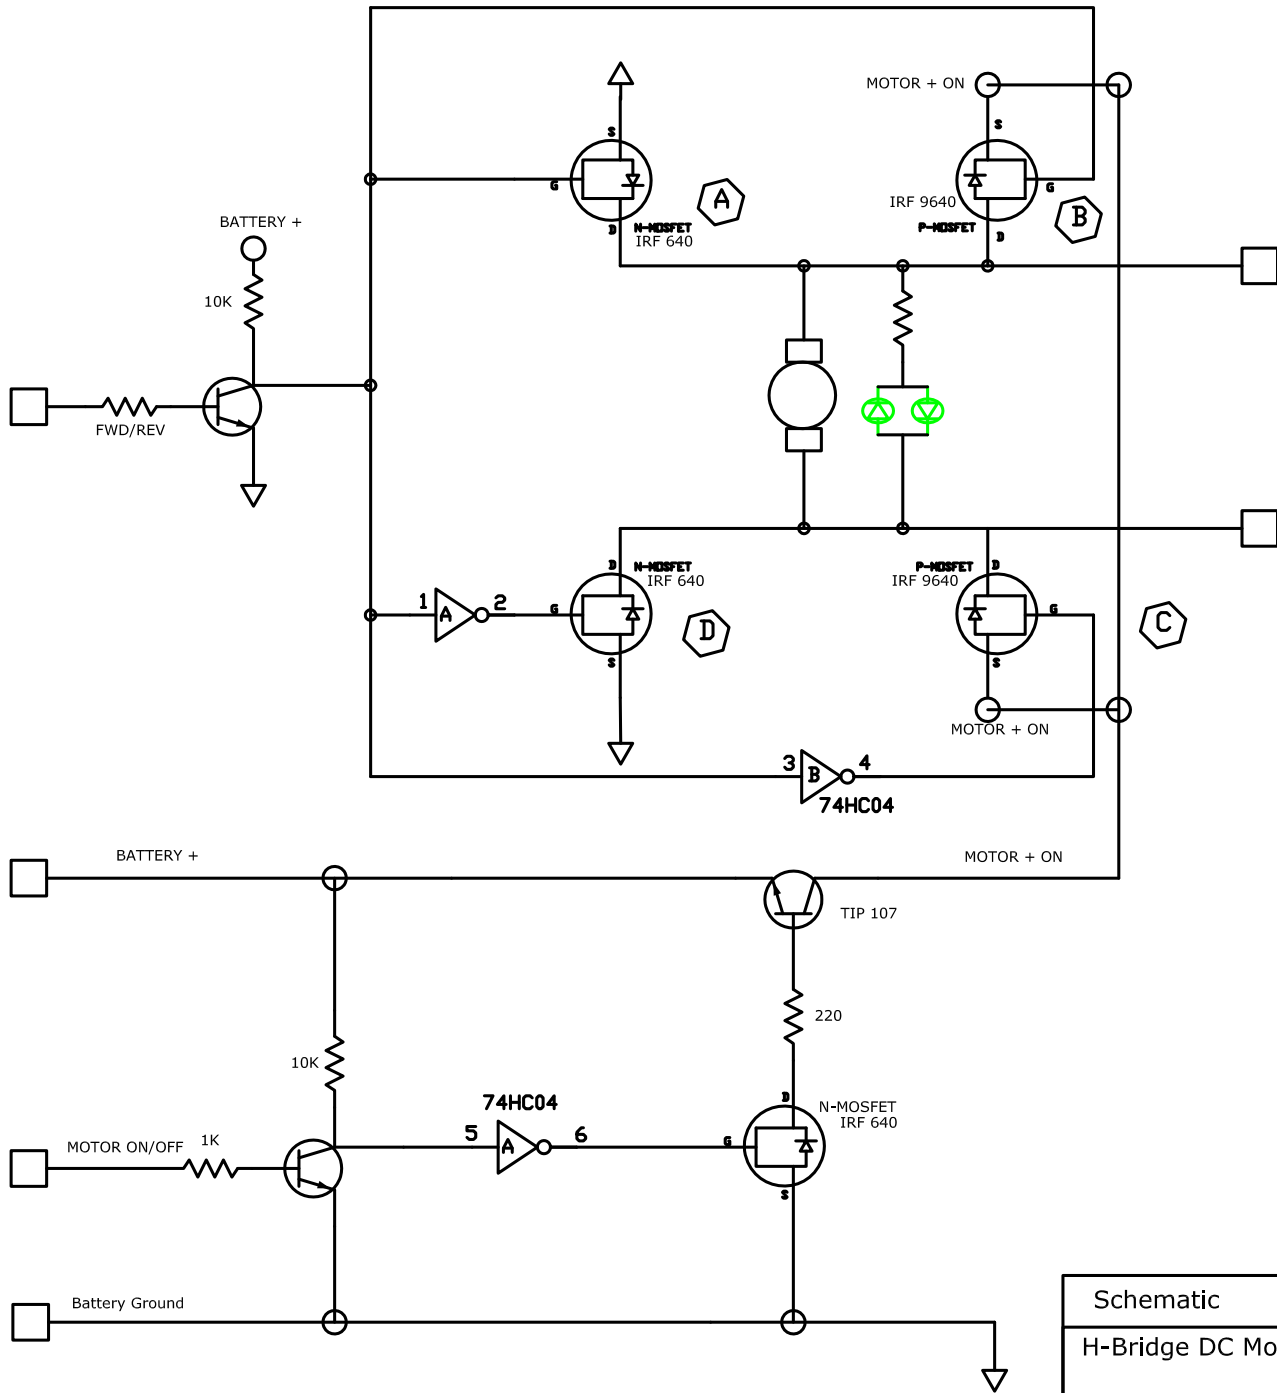 MOTOR + ON
S
S
G
G
A
IRF 9640
B
BATTERY +
D
N-MOSFET
IRF 640
P-MOSFET
D
10K
FWD/REV
D
N-MOSFET
IRF 640
P-MOSFET
IRF 9640
D
1
A
2
G
G
D
C
S
S
MOTOR + ON
3
B
4
74HC04
BATTERY +
MOTOR + ON
TIP 107
220
10K
74HC04
D
N-MOSFET
IRF 640
MOTOR ON/OFF
1K
5
A
6
G
S
Battery Ground
Schematic
H-Bridge DC Mo